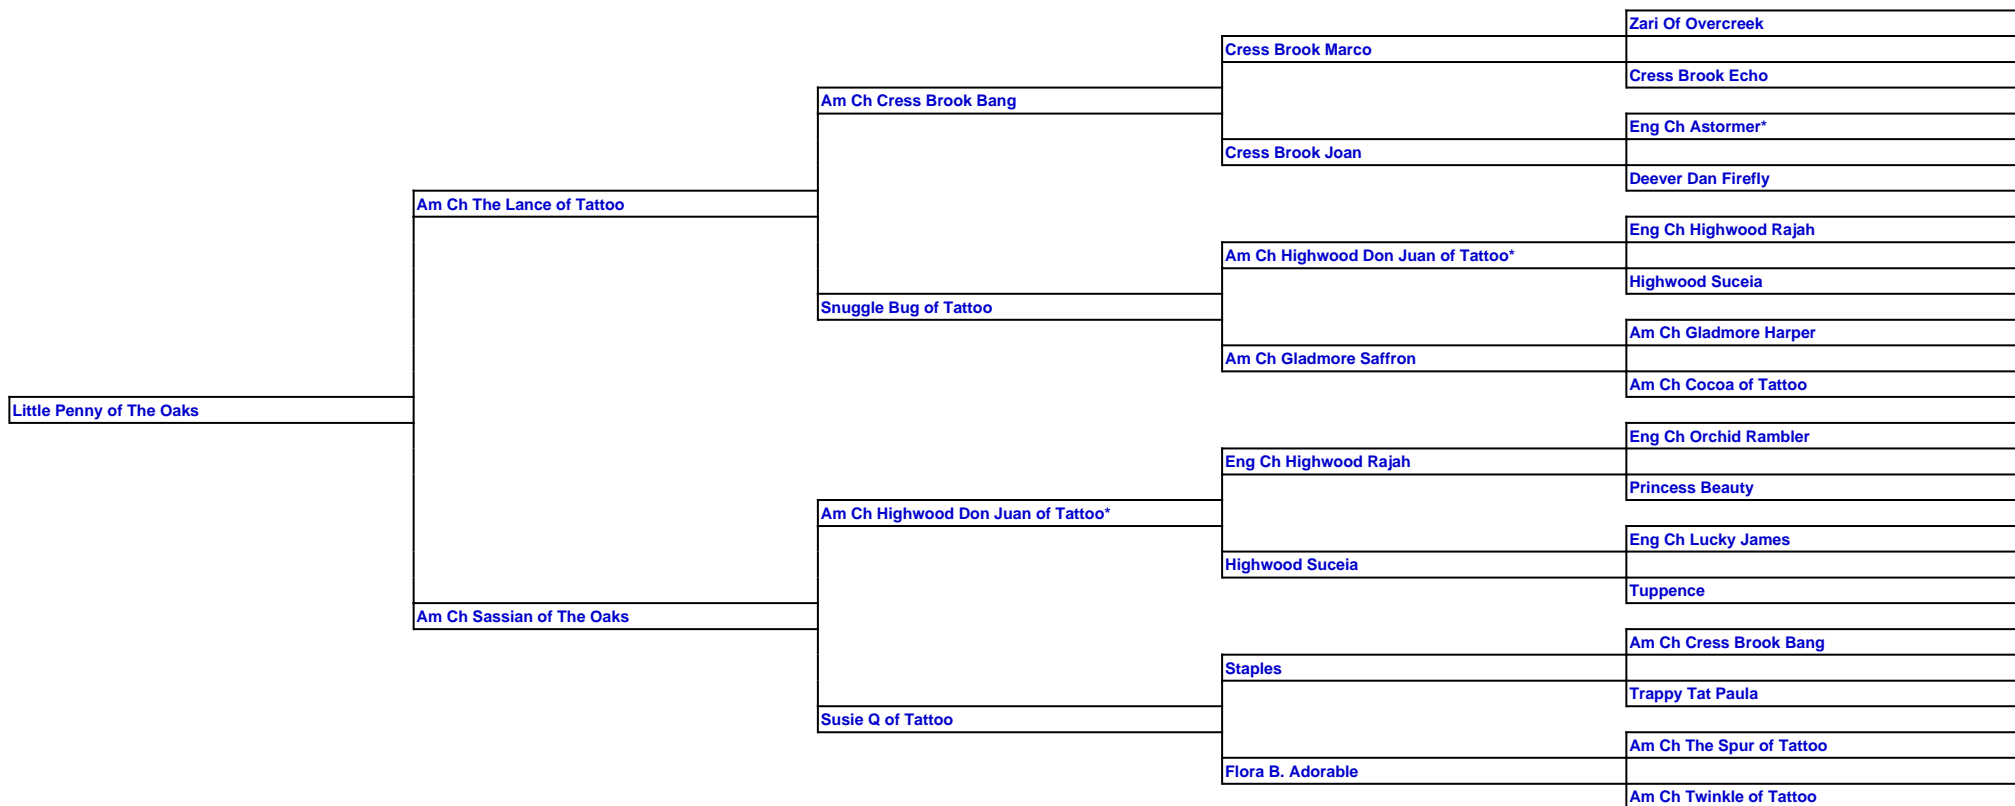 Zari Of Overcreek
Cress Brook Marco
Cress Brook Echo
Am Ch Cress Brook Bang
Eng Ch Astormer*
Cress Brook Joan
Deever Dan Firefly
Am Ch The Lance of Tattoo
Eng Ch Highwood Rajah
Am Ch Highwood Don Juan of Tattoo*
Highwood Suceia
Snuggle Bug of Tattoo
Am Ch Gladmore Harper
Am Ch Gladmore Saffron
Am Ch Cocoa of Tattoo
Little Penny of The Oaks
Eng Ch Orchid Rambler
Eng Ch Highwood Rajah
Princess Beauty
Am Ch Highwood Don Juan of Tattoo*
Eng Ch Lucky James
Highwood Suceia
Tuppence
Am Ch Sassian of The Oaks
Am Ch Cress Brook Bang
Staples
Trappy Tat Paula
Susie Q of Tattoo
Am Ch The Spur of Tattoo
Flora B. Adorable
Am Ch Twinkle of Tattoo